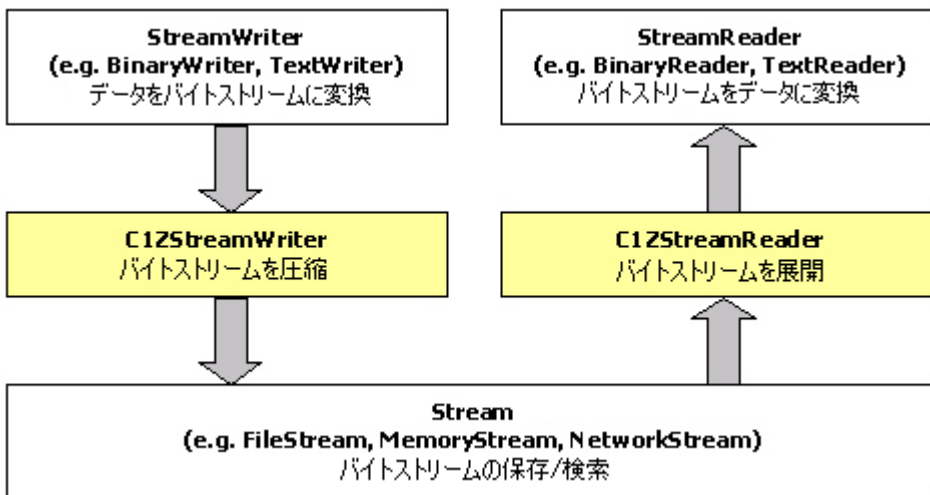 StreamWriter
(e.g. BinaryWriter, TextWriter)
データをバイトストリームに変換
StreamReader
(e.g. BinaryReader, TextReader)
バイトストリームをデータに変換
C1ZStreamWriter
バイトストリームを圧縮
C1ZStreamReader
バイトストリームを展開
Stream
(e.g. FileStream, MemoryStream, NetworkStream)
バイトストリームの保存/検索